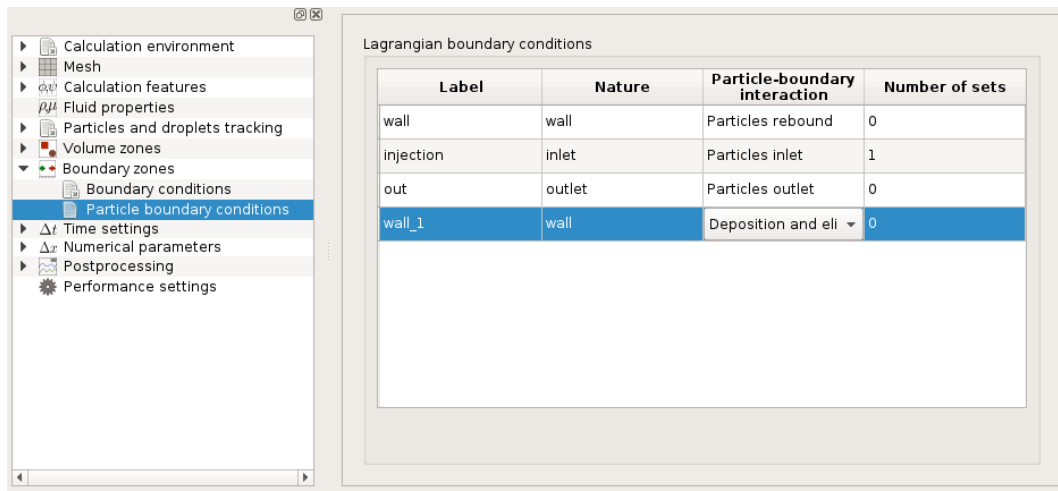 Calculation environment
Mesh
Calculation features
Fluid properties
Particles and droplets tracking
Volume zones
Boundary zones
Boundary conditions
Particle boundary conditions
Δt Time settings
Δx Numerical parameters
Postprocessing
Performance settings
Lagrangian boundary conditions
Label Nature Particle-boundary interaction Number of sets
wall wall Particles rebound 0
injection inlet Particles inlet 1
out outlet Particles outlet 0
wall_1 wall Deposition and eli 0